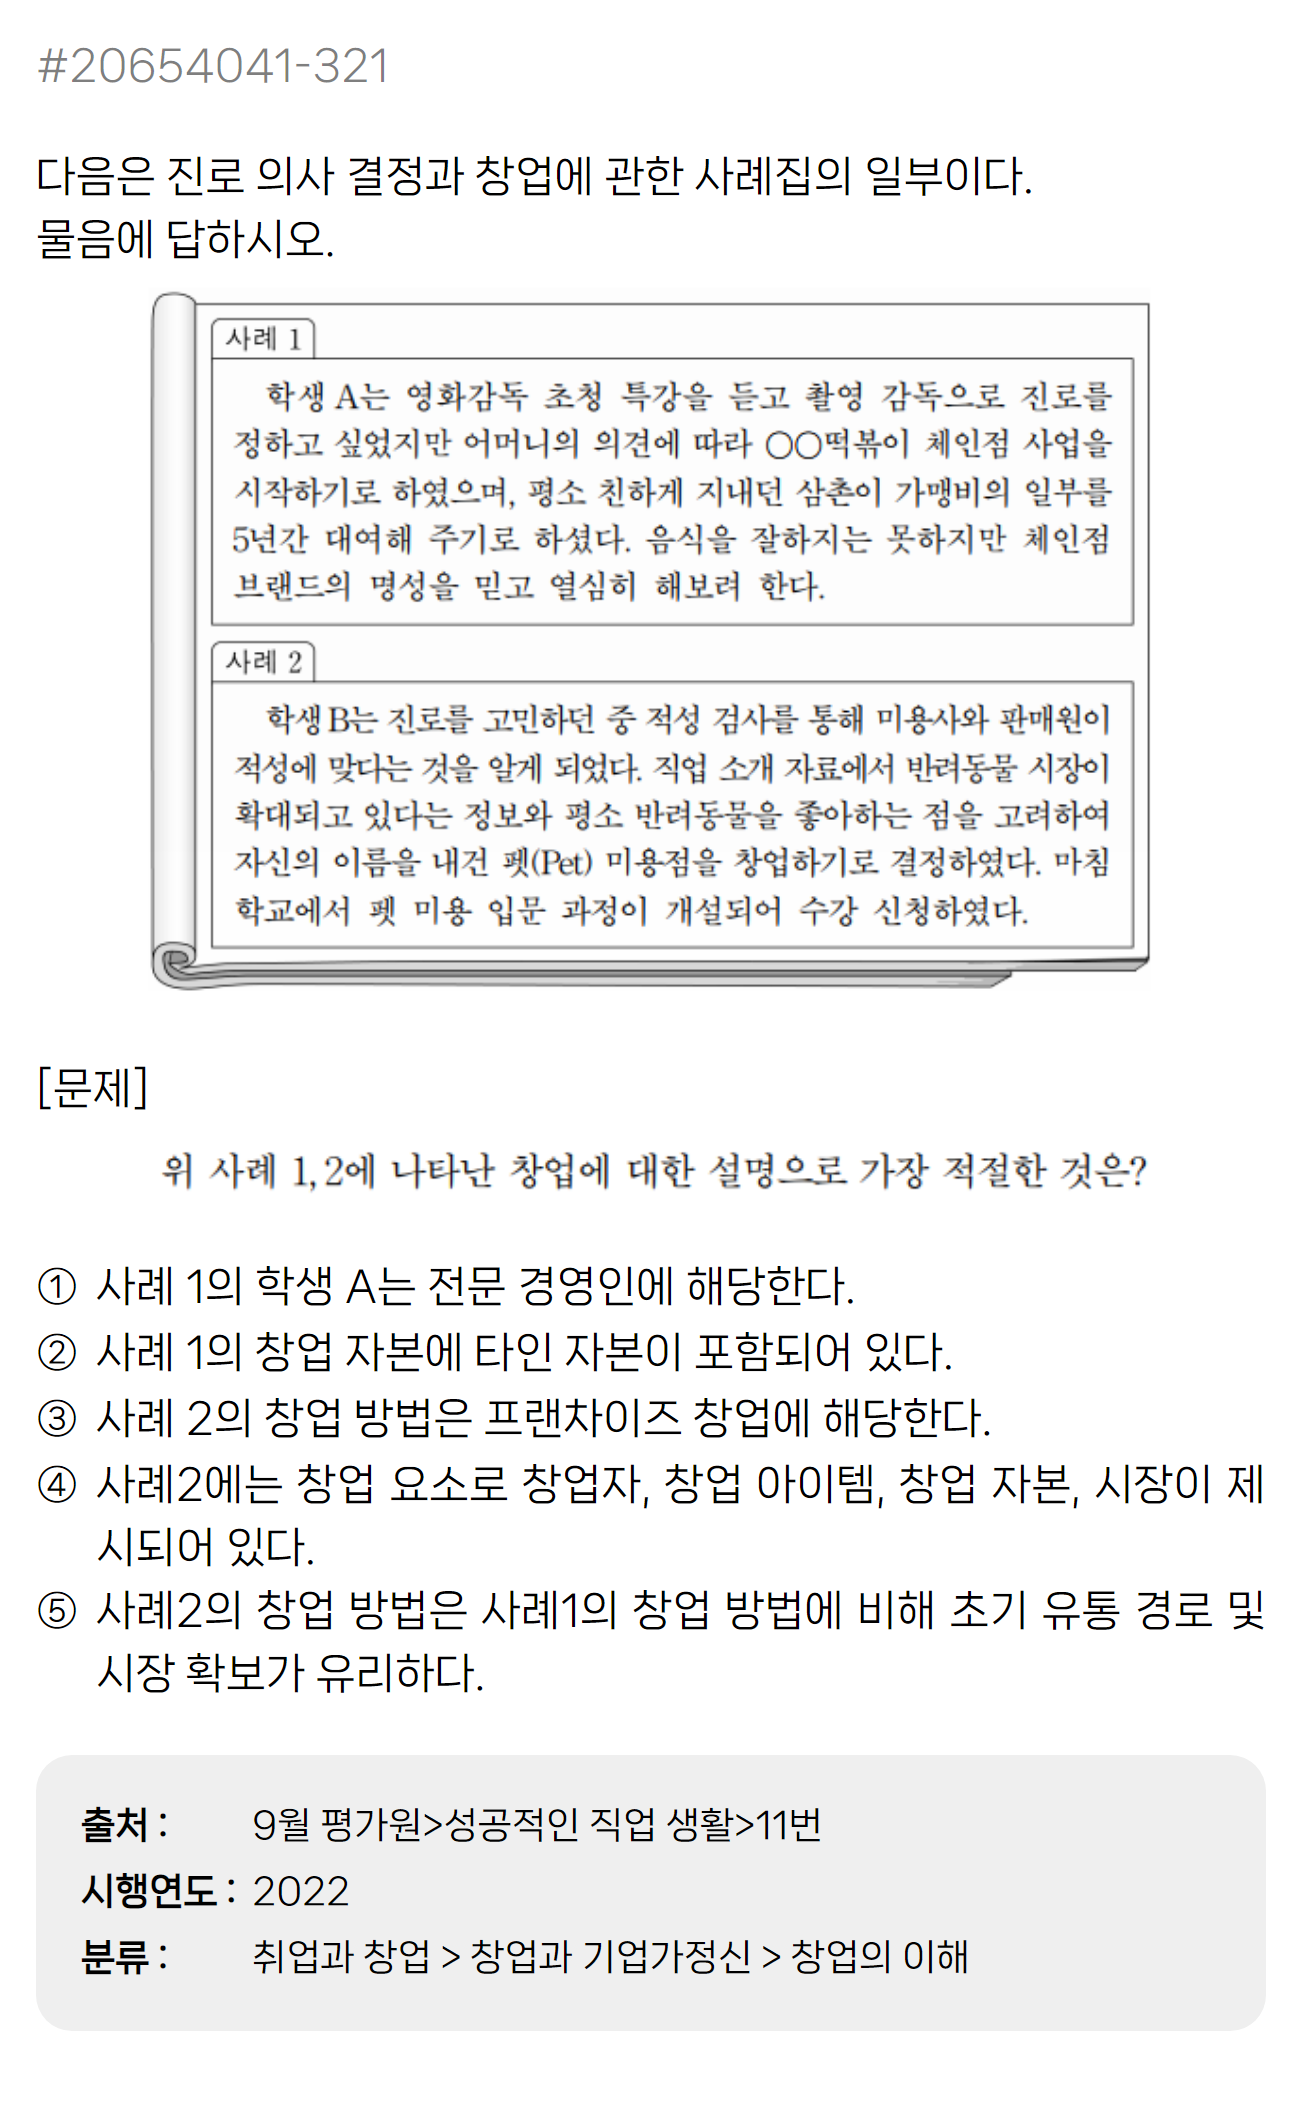 #20654041-321
다음은 진로 의사 결정과 창업에 관한 사례집의 일부이다.
물음에 답하시오.
사례 1
학생 A는 영화감독 초청 특강을 듣고 촬영 감독으로 진로를
정하고 싶었지만 어머니의 의견에 따라 ○○떡볶이 체인점 사업을
시작하기로 하였으며, 평소 친하게 지내던 삼촌이 가맹비의 일부를
5년간 대여해 주기로 하셨다. 음식을 잘하지는 못하지만 체인점
브랜드의 명성을 믿고 열심히 해보려 한다.
사례 2
학생 B는 진로를 고민하던 중 적성 검사를 통해 미용사와 판매원이
적성에 맞다는 것을 알게 되었다. 직업 소개 자료에서 반려동물 시장이
확대되고 있다는 정보와 평소 반려동물을 좋아하는 점을 고려하여
자신의 이름을 내건 펫(Pet) 미용점을 창업하기로 결정하였다. 마침
학교에서 펫 미용 입문 과정이 개설되어 수강 신청하였다.
[문제]
위 사례 1, 2에 나타난 창업에 대한 설명으로 가장 적절한 것은?
① 사례 1의 학생 A는 전문 경영인에 해당한다.
② 사례 1의 창업 자본에 타인 자본이 포함되어 있다.
③ 사례 2의 창업 방법은 프랜차이즈 창업에 해당한다.
④ 사례2에는 창업 요소로 창업자, 창업 아이템, 창업 자본, 시장이 제
시되어 있다.
⑤ 사례2의 창업 방법은 사례1의 창업 방법에 비해 초기 유통 경로 및
시장 확보가 유리하다.
출처 : 9월 평가원>성공적인 직업 생활>11번
시행연도 : 2022
분류 : 취업과 창업 > 창업과 기업가정신 > 창업의 이해